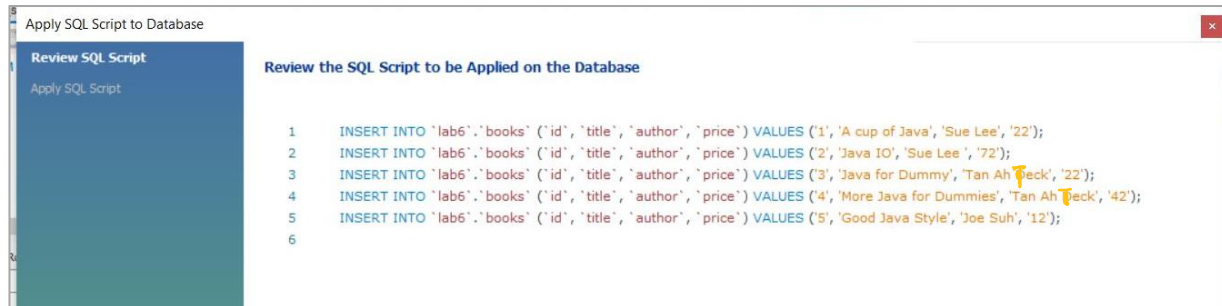 Apply SQL Script to Database
Review SQL Script
Apply SQL Script
Review the SQL Script to be Applied on the Database
1 INSERT INTO `lab6`.`books` (`id`, `title`, `author`, `price`) VALUES ('1', 'A cup of Java', 'Sue Lee', '22');
2 INSERT INTO `lab6`.`books` (`id`, `title`, `author`, `price`) VALUES ('2', 'Java IO', 'Sue Lee ', '72');
3 INSERT INTO `lab6`.`books` (`id`, `title`, `author`, `price`) VALUES ('3', 'Java for Dummy', 'Tan Ah Teck', '22');
4 INSERT INTO `lab6`.`books` (`id`, `title`, `author`, `price`) VALUES ('4', 'More Java for Dummies', 'Tan Ah Teck', '42');
5 INSERT INTO `lab6`.`books` (`id`, `title`, `author`, `price`) VALUES ('5', 'Good Java Style', 'Joe Suh', '12');
6